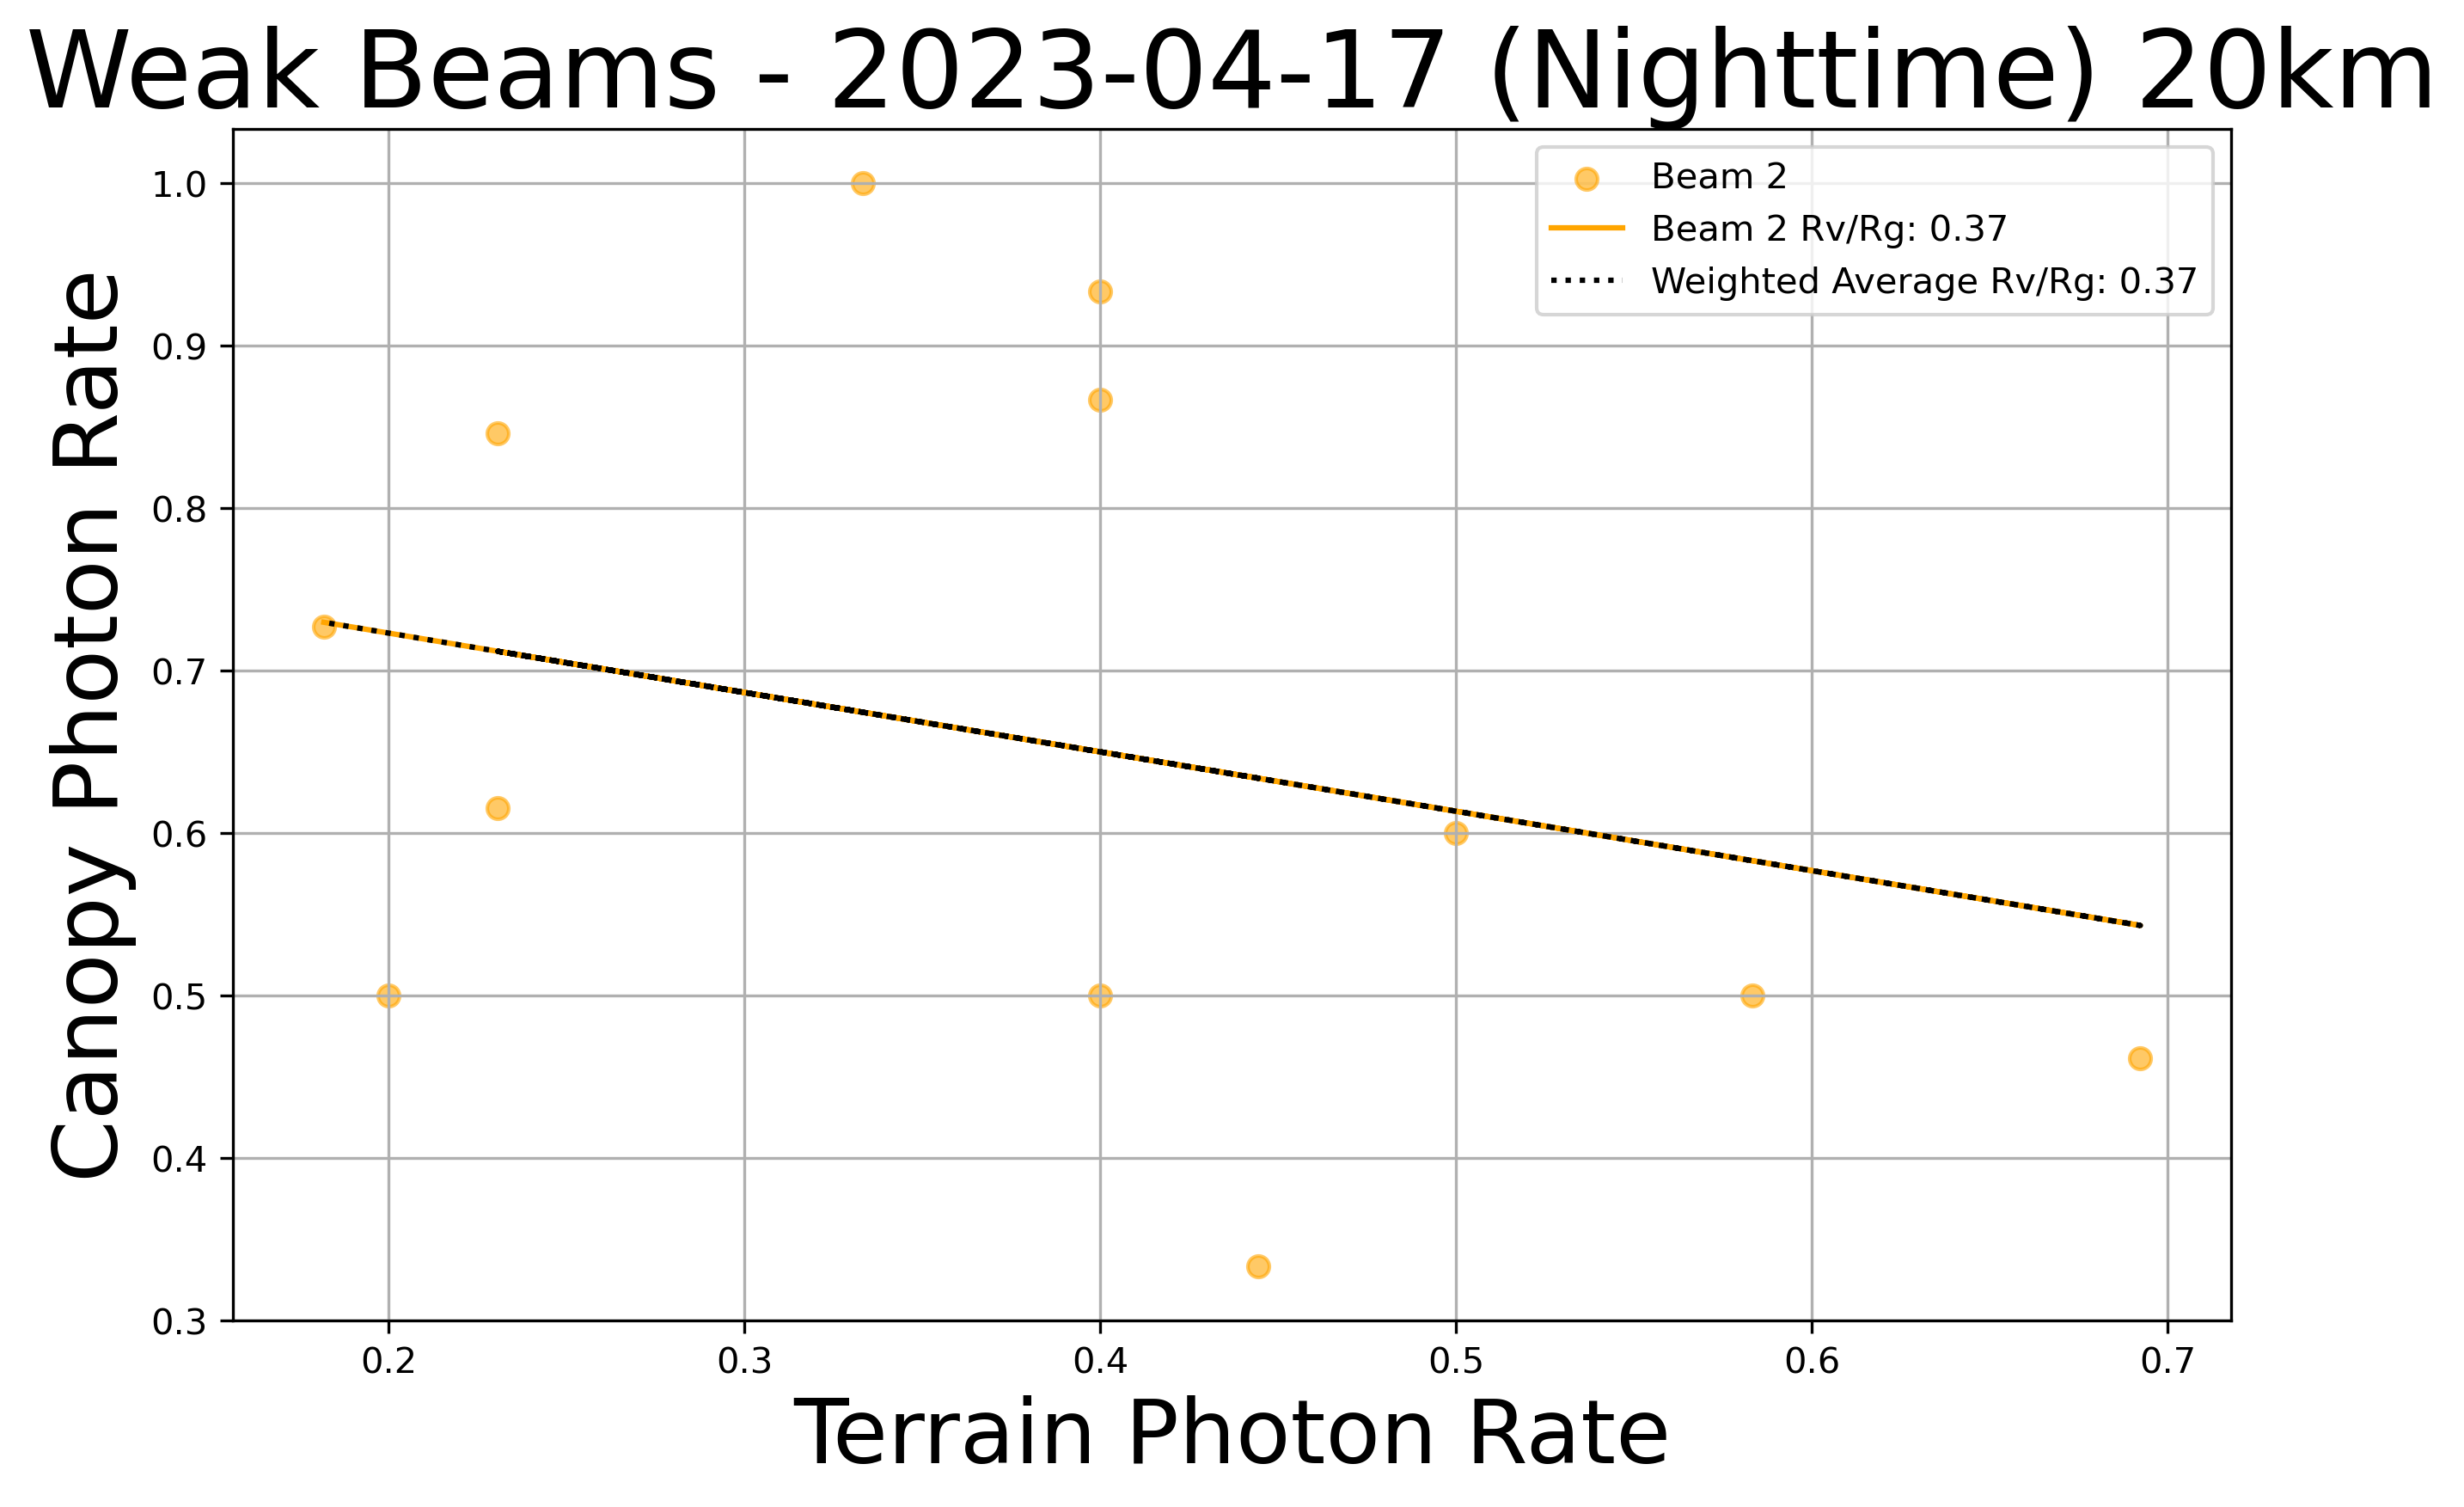 Weak Beams - 2023-04-17 (Nighttime) 20km
Beam 2
Beam 2 Rv/Rg: 0.37
Weighted Average Rv/Rg: 0.37
Canopy Photon Rate
1.0
0.9
0.8
0.7
0.6
0.5
0.4
0.3
0.2 0.3 0.4 0.5 0.6 0.7
Terrain Photon Rate